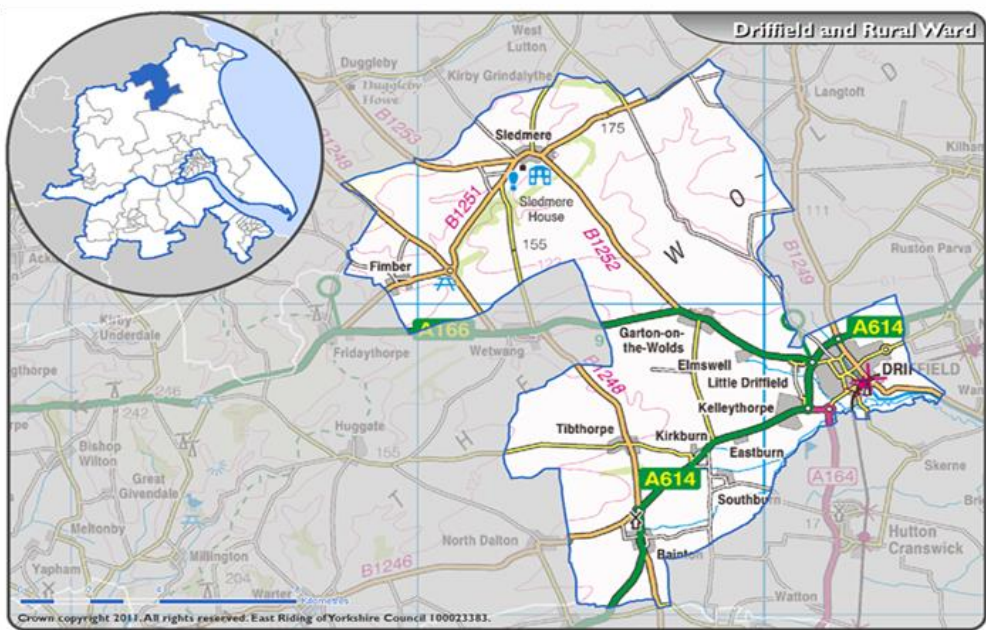 Driffield and Rural Ward
West
Lutton
Duggleby
Kirby Grindalythe
Duggleby
Howe
Langtoft
B1253
B1248
Sledmere
175
Kilham
B1251
Sledmere
House
155
111
B1252
B1249
Ruston Parva
Fimber
W O L D
Kirby
Underdale
A166
Fridaythorpe
Wetwang
9
Garton-on-
the-Wolds
A614
Elmswell
DRIFFIELD
Little Driffield
Kelleythorpe
246
242
B1248
Huggate
155
Tibthorpe
Kirkburn
Eastburn
Bishop
Wilton
Great
Givendale
T H E
A614
Southburn
A164
Skerne
17
Meltonby
Millington
North Dalton
Bainton
Hutton
Cranswick
Yapham
204
B1246
Warter
Watton
Kilometres
Crown copyright 2011. All rights reserved. East Riding of Yorkshire Council 100023383.